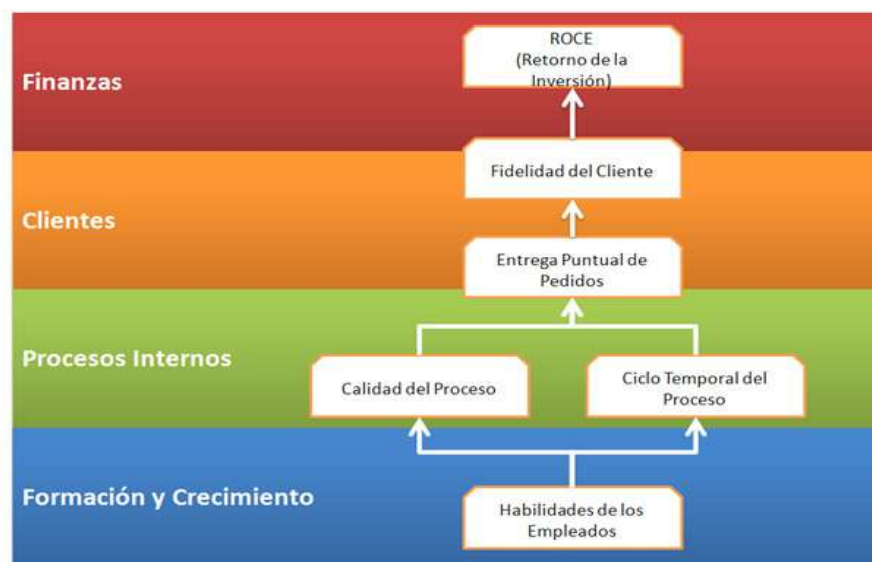 Finanzas
ROCE
(Retorno de la
Inversión)
Clientes
Fidelidad del Cliente
Entrega Puntual de
Pedidos
Procesos Internos
Calidad del Proceso
Ciclo Temporal del
Proceso
Formación y Crecimiento
Habilidades de los
Empleados